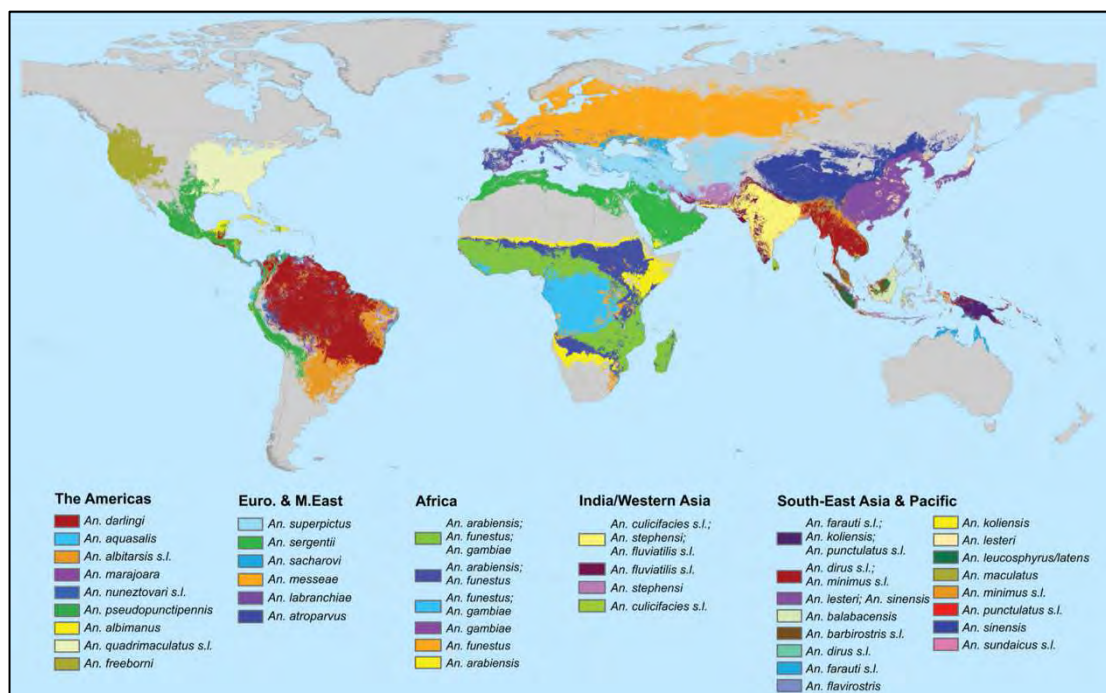 The Americas
An. darlingi
An. aquasalis
An. albitarsis s.l.
An. marajoara
An. nuneztovari s.l.
An. pseudopunctipennis
An. albimanus
An. quadrimaculatus s.l.
An. freeborni
Euro. & M.East
An. superpictus
An. sergentii
An. sacharovi
An. messeae
An. labranchiae
An. atroparvus
Africa
An. arabiensis;
An. funestus;
An. gambiae
An. arabiensis;
An. funestus
An. funestus;
An. gambiae
An. gambiae
An. funestus
An. arabiensis
India/Western Asia
An. culicifacies s.l.;
An. stephensi;
An. fluviatilis s.l.
An. fluviatilis s.l.
An. stephensi
An. culicifacies s.l.
South-East Asia & Pacific
An. farauti s.l.;
An. koliensis;
An. punctulatus s.l.
An. dirus s.l.;
An. minimus s.l.
An. lesteri; An. sinensis
An. balabacensis
An. barbirostris s.l.
An. dirus s.l.
An. farauti s.l.
An. flavirostris
An. koliensis
An. lesteri
An. leucosphyrus/latens
An. maculatus
An. minimus s.l.
An. punctulatus s.l.
An. sinensis
An. sundaicus s.l.